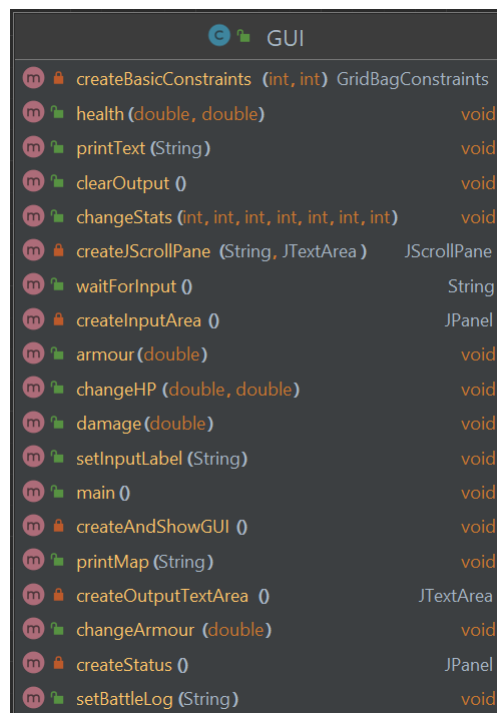 C GUI
m createBasicConstraints (int, int) GridBagConstraints
m health (double, double) void
m printText (String) void
m clearOutput () void
m changeStats (int, int, int, int, int, int, int) void
m createJScrollPane (String, JTextArea) JScrollPane
m waitForInput () String
m createInputArea () JPanel
m armour (double) void
m changeHP (double, double) void
m damage (double) void
m setInputLabel (String) void
m main () void
m createAndShowGUI () void
m printMap (String) void
m createOutputTextArea () JTextArea
m changeArmour (double) void
m createStatus () JPanel
m setBattleLog (String) void